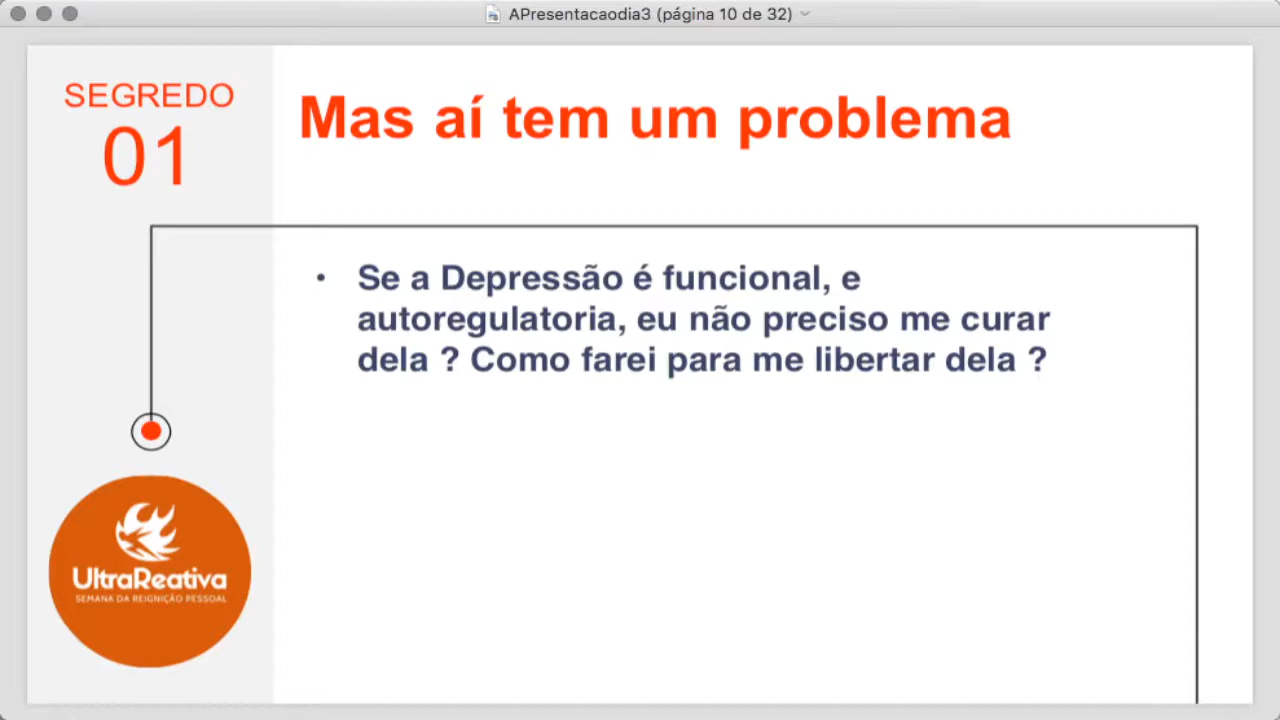 APresentacaodia3 (página 10 de 32)
SEGREDO
01
Mas aí tem um problema
• Se a Depressão é funcional, e
autoregulatoria, eu não preciso me curar
dela ? Como farei para me libertar dela ?
UltraReativa
SEMANA DA REIGNIÇÃO PESSOAL